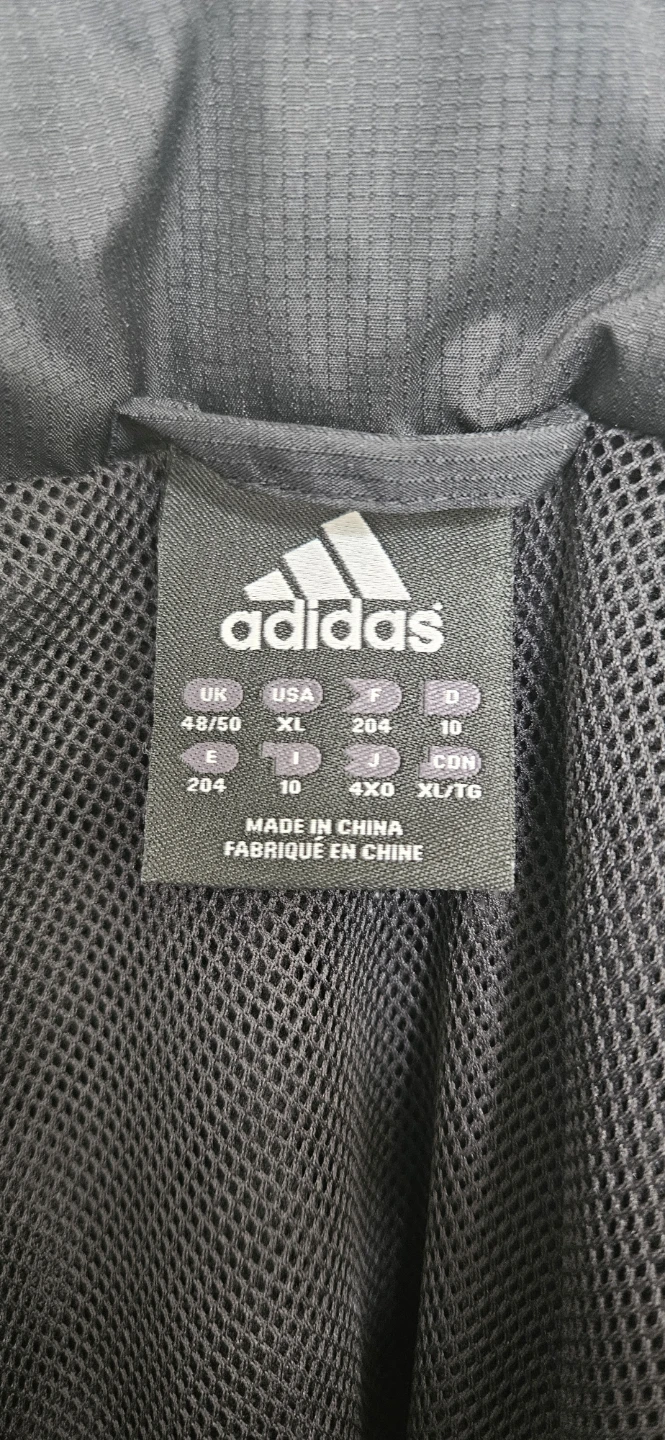 adidas
UK USA F D
48/50 XL 204 10
E I J CDN
204 10 4XO XL/TG
MADE IN CHINA
FABRIQUÉ EN CHINE